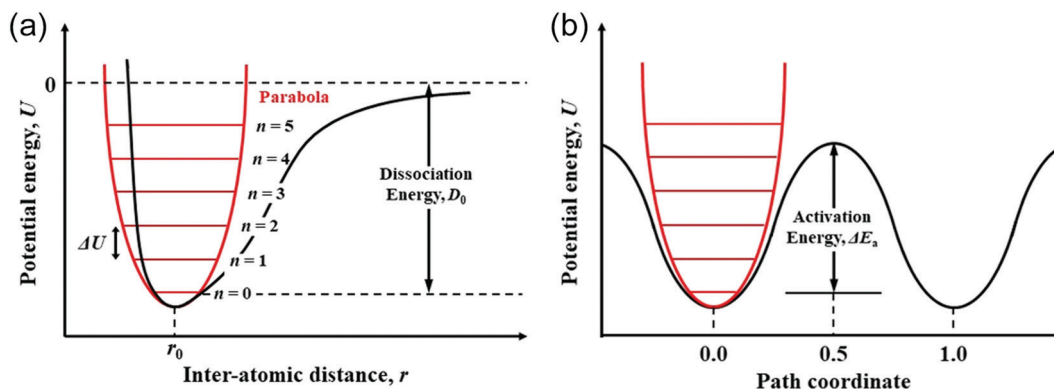 (a)
Potential energy, U
0
Parabola
n = 5
n = 4
n = 3
n = 2
n = 1
n = 0
ΔU
Dissociation
Energy, D₀
r₀
Inter-atomic distance, r
(b)
Potential energy, U
Activation
Energy, ΔEₐ
0.0
0.5
1.0
Path coordinate